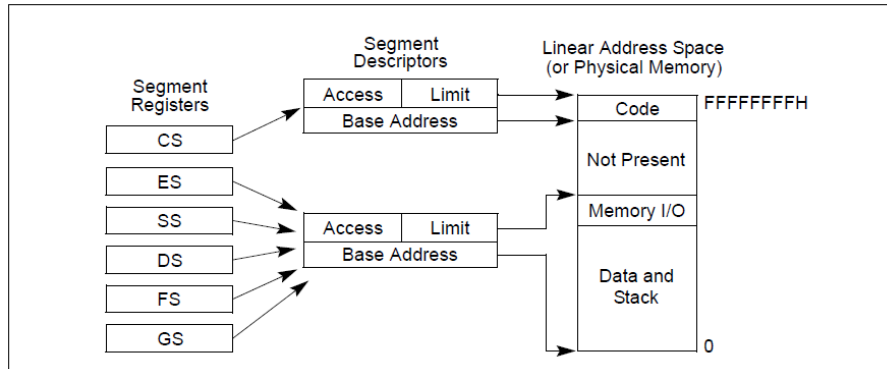 Segment
Registers
CS
ES
SS
DS
FS
GS
Segment
Descriptors
Access
Limit
Base Address
Access
Limit
Base Address
Linear Address Space
(or Physical Memory)
Code
FFFFFFFFH
Not Present
Memory I/O
Data and
Stack
0